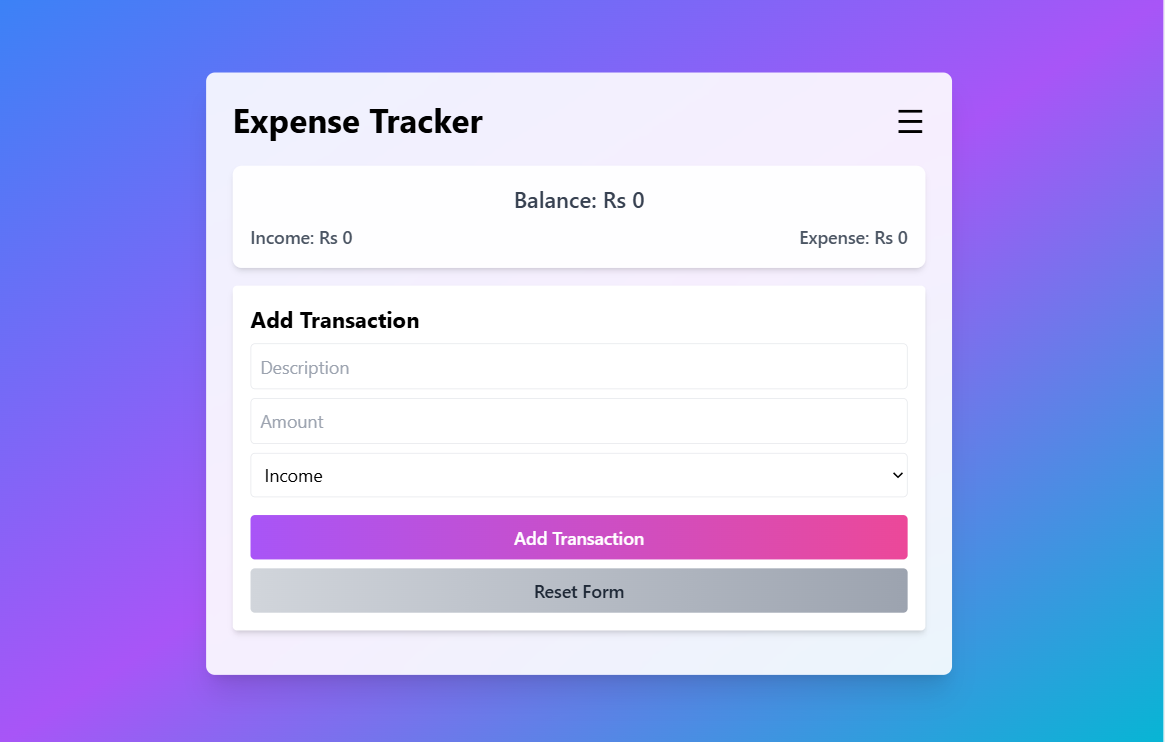 Expense Tracker
Balance: Rs 0
Income: Rs 0 Expense: Rs 0
Add Transaction
Description
Amount
Income
Add Transaction
Reset Form